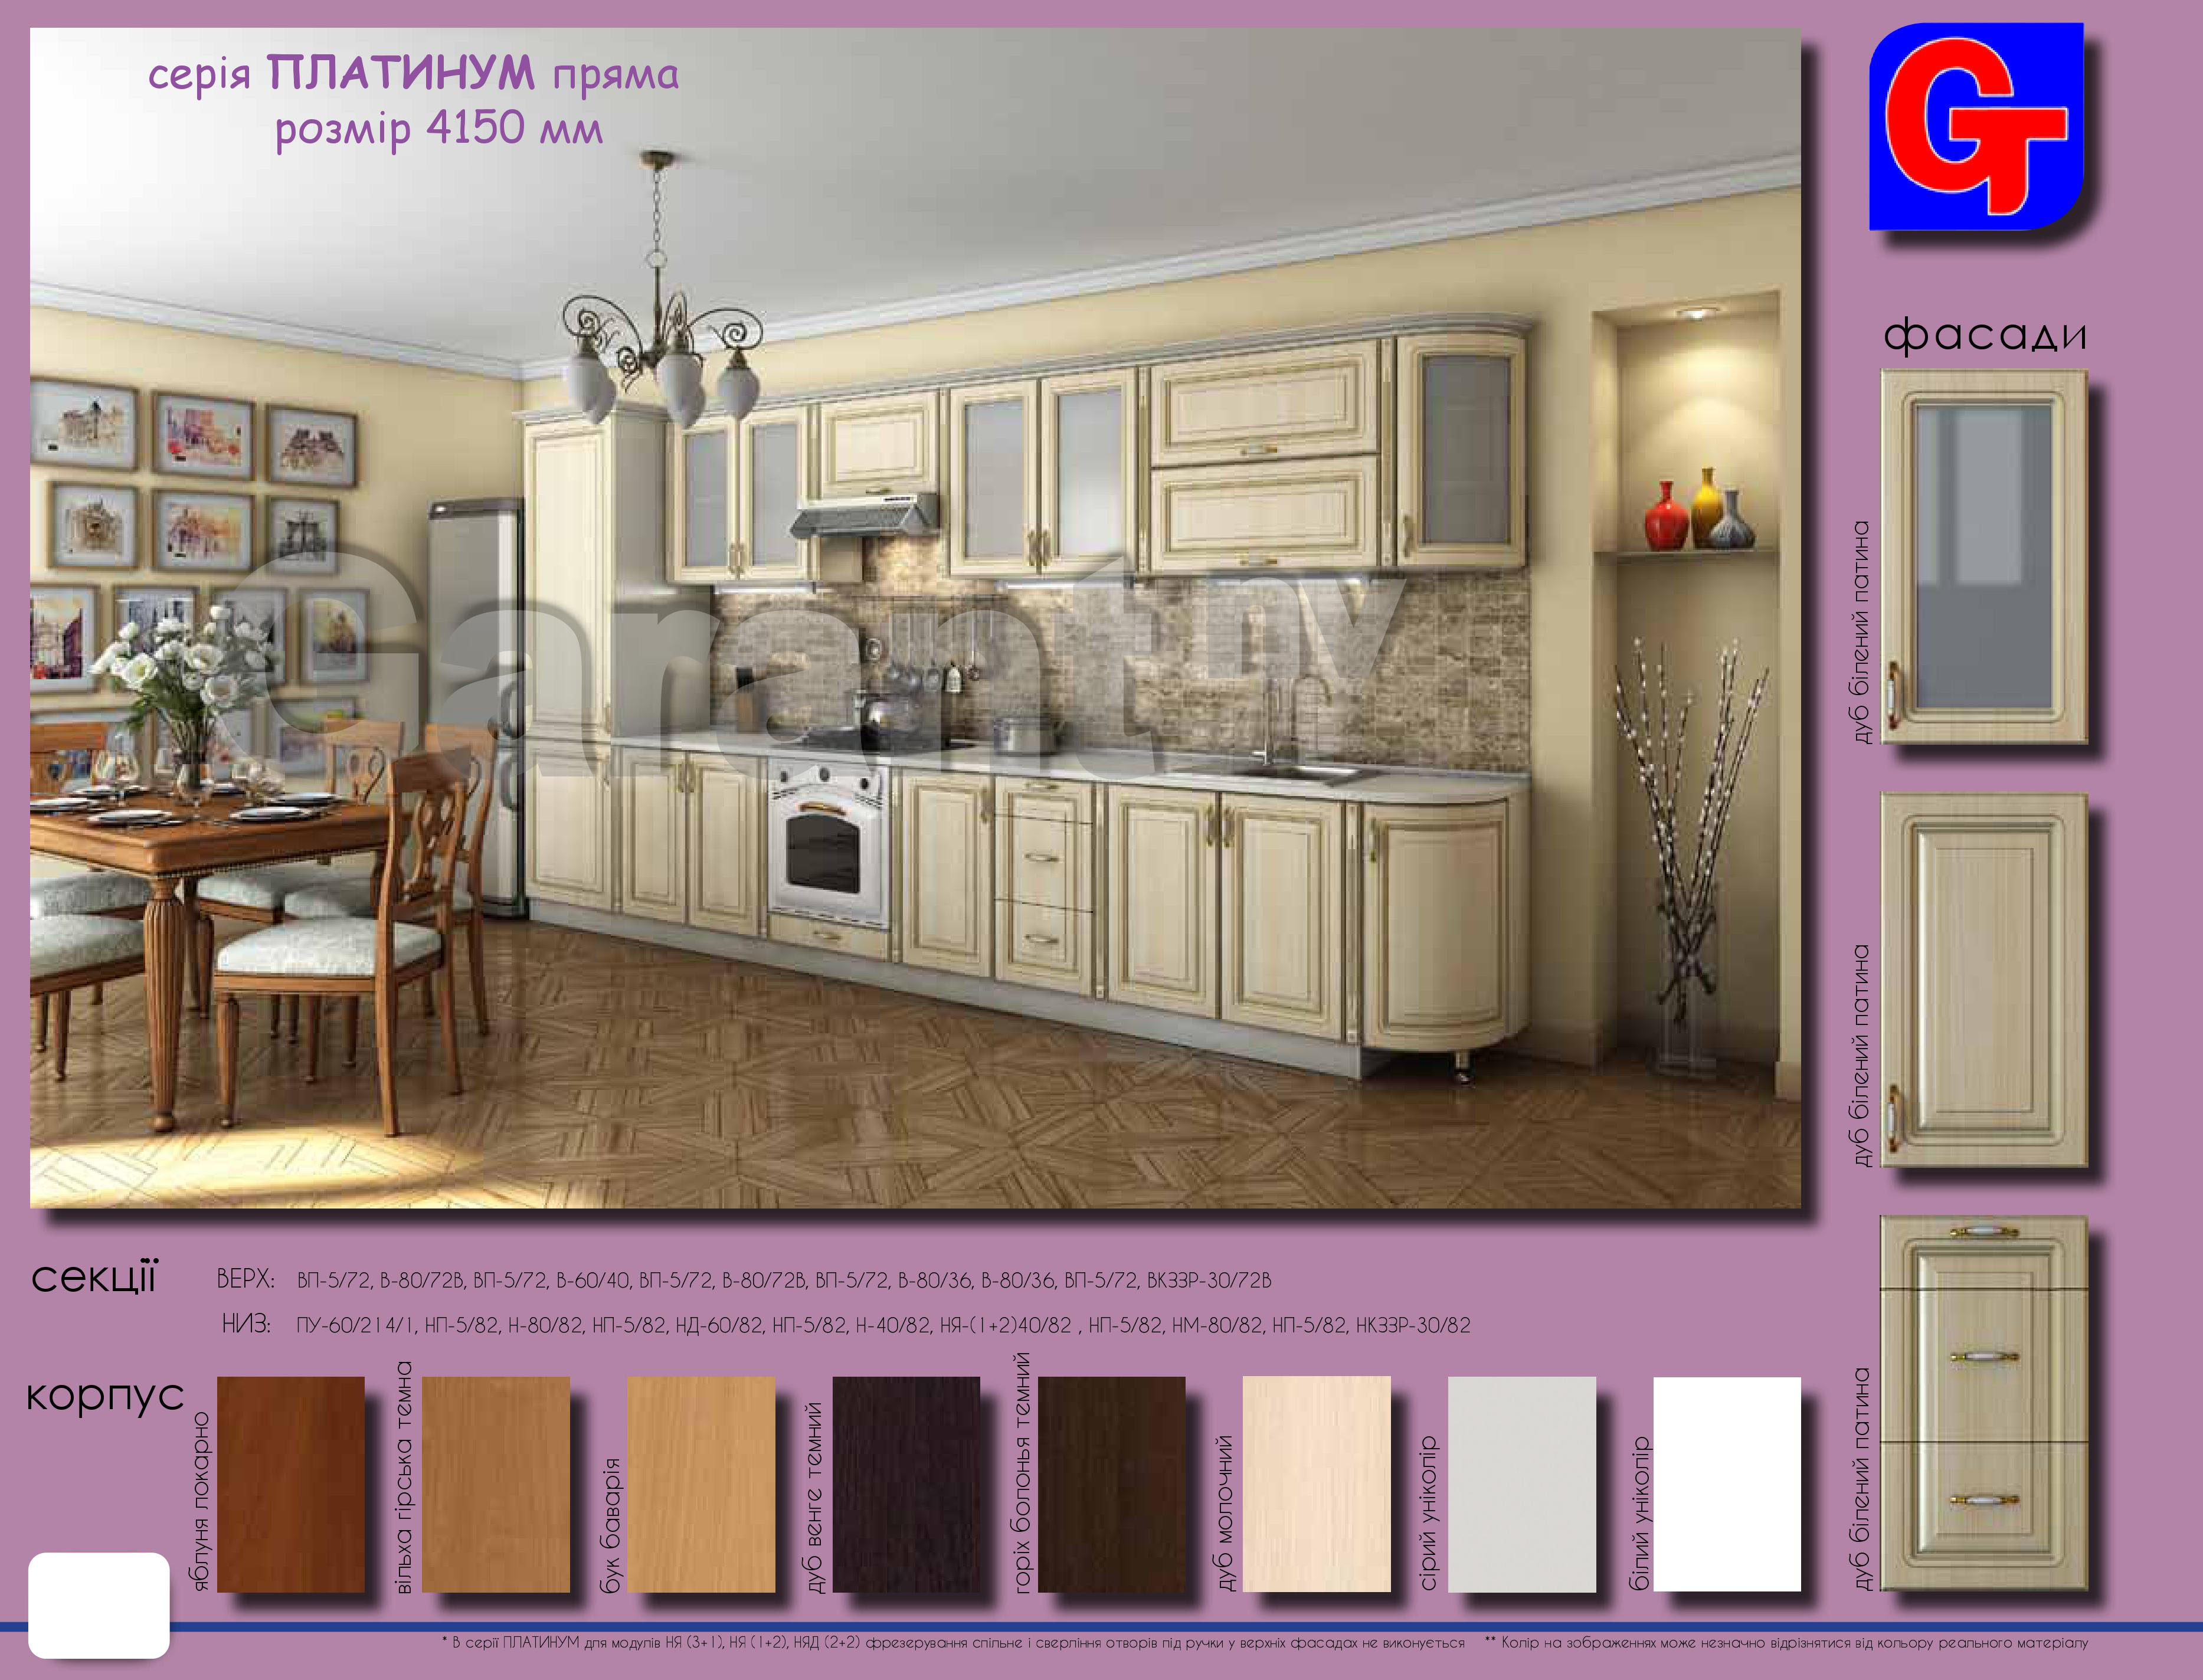 серія ПЛАТИНУМ пряма
розмір 4150 мм
GT
фасади
дуб білений патина
Garant nv
дуб білений патина
дуб білений патина
секції
ВЕРХ: ВП-5/72, В-80/72В, ВП-5/72, В-60/40, ВП-5/72, В-80/72В, ВП-5/72, В-80/36, В-80/36, ВП-5/72, ВКЗЗР-30/72В
НИЗ: ПУ-60/214/1, НП-5/82, Н-80/82, НП-5/82, НД-60/82, НП-5/82, Н-40/82, НЯ-(1+2)40/82 , НП-5/82, НМ-80/82, НП-5/82, НКЗЗР-30/82
корпус
яблуня локарно
вільха гірська темна
бук баварія
дуб венге темний
горіх болонья темний
дуб молочний
сірий уніколір
білий уніколір
* В серії ПЛАТИНУМ для модулів НЯ (3+1), НЯ (1+2), НЯД (2+2) фрезерування спільне і сверління отворів під ручки у верхніх фасадах не виконується
** Колір на зображеннях може незначно відрізнятися від кольору реального матеріалу